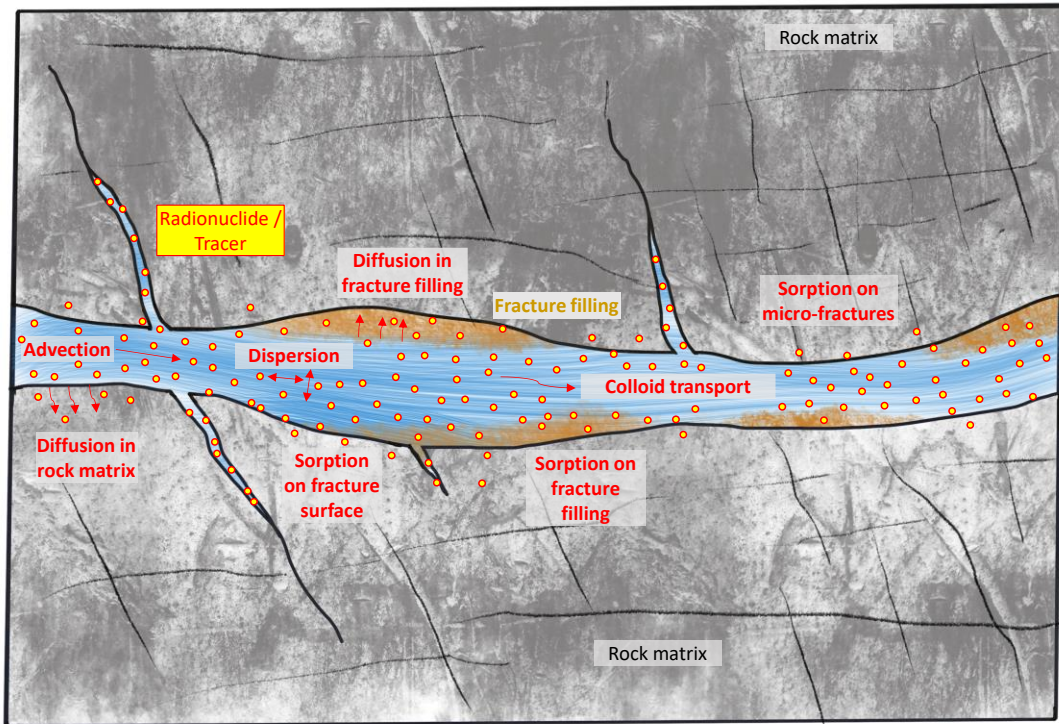 Rock matrix
Radionuclide /
Tracer
Diffusion in
fracture filling
Fracture filling
Sorption on
micro-fractures
Advection
Dispersion
Colloid transport
Diffusion in
rock matrix
Sorption
on fracture
surface
Sorption on
fracture
filling
Rock matrix